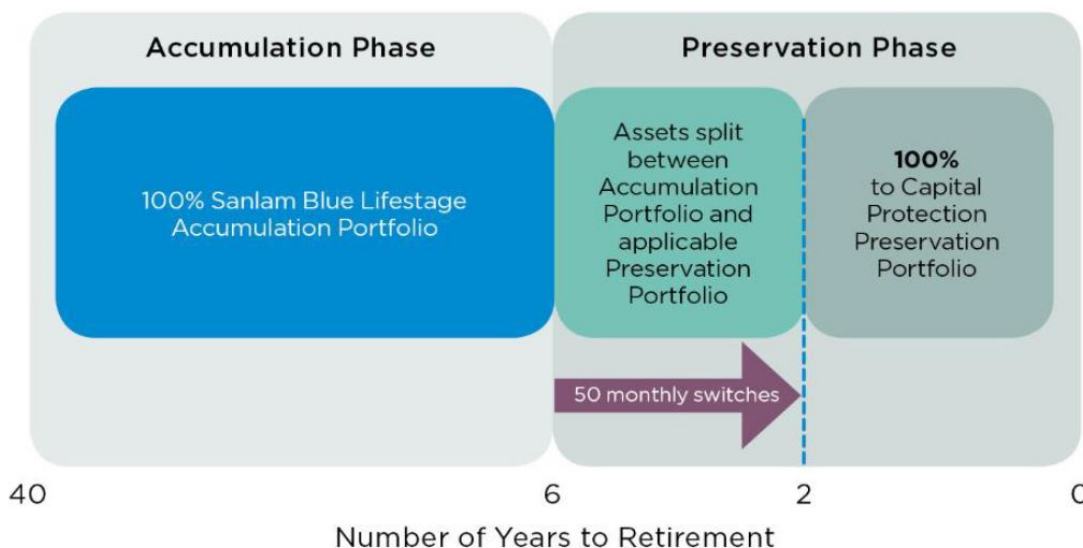 Accumulation Phase
Preservation Phase
100% Sanlam Blue Lifestage
Accumulation Portfolio
Assets split
between
Accumulation
Portfolio and
applicable
Preservation
Portfolio
100%
to Capital
Protection
Preservation
Portfolio
50 monthly switches
40
6
2
0
Number of Years to Retirement